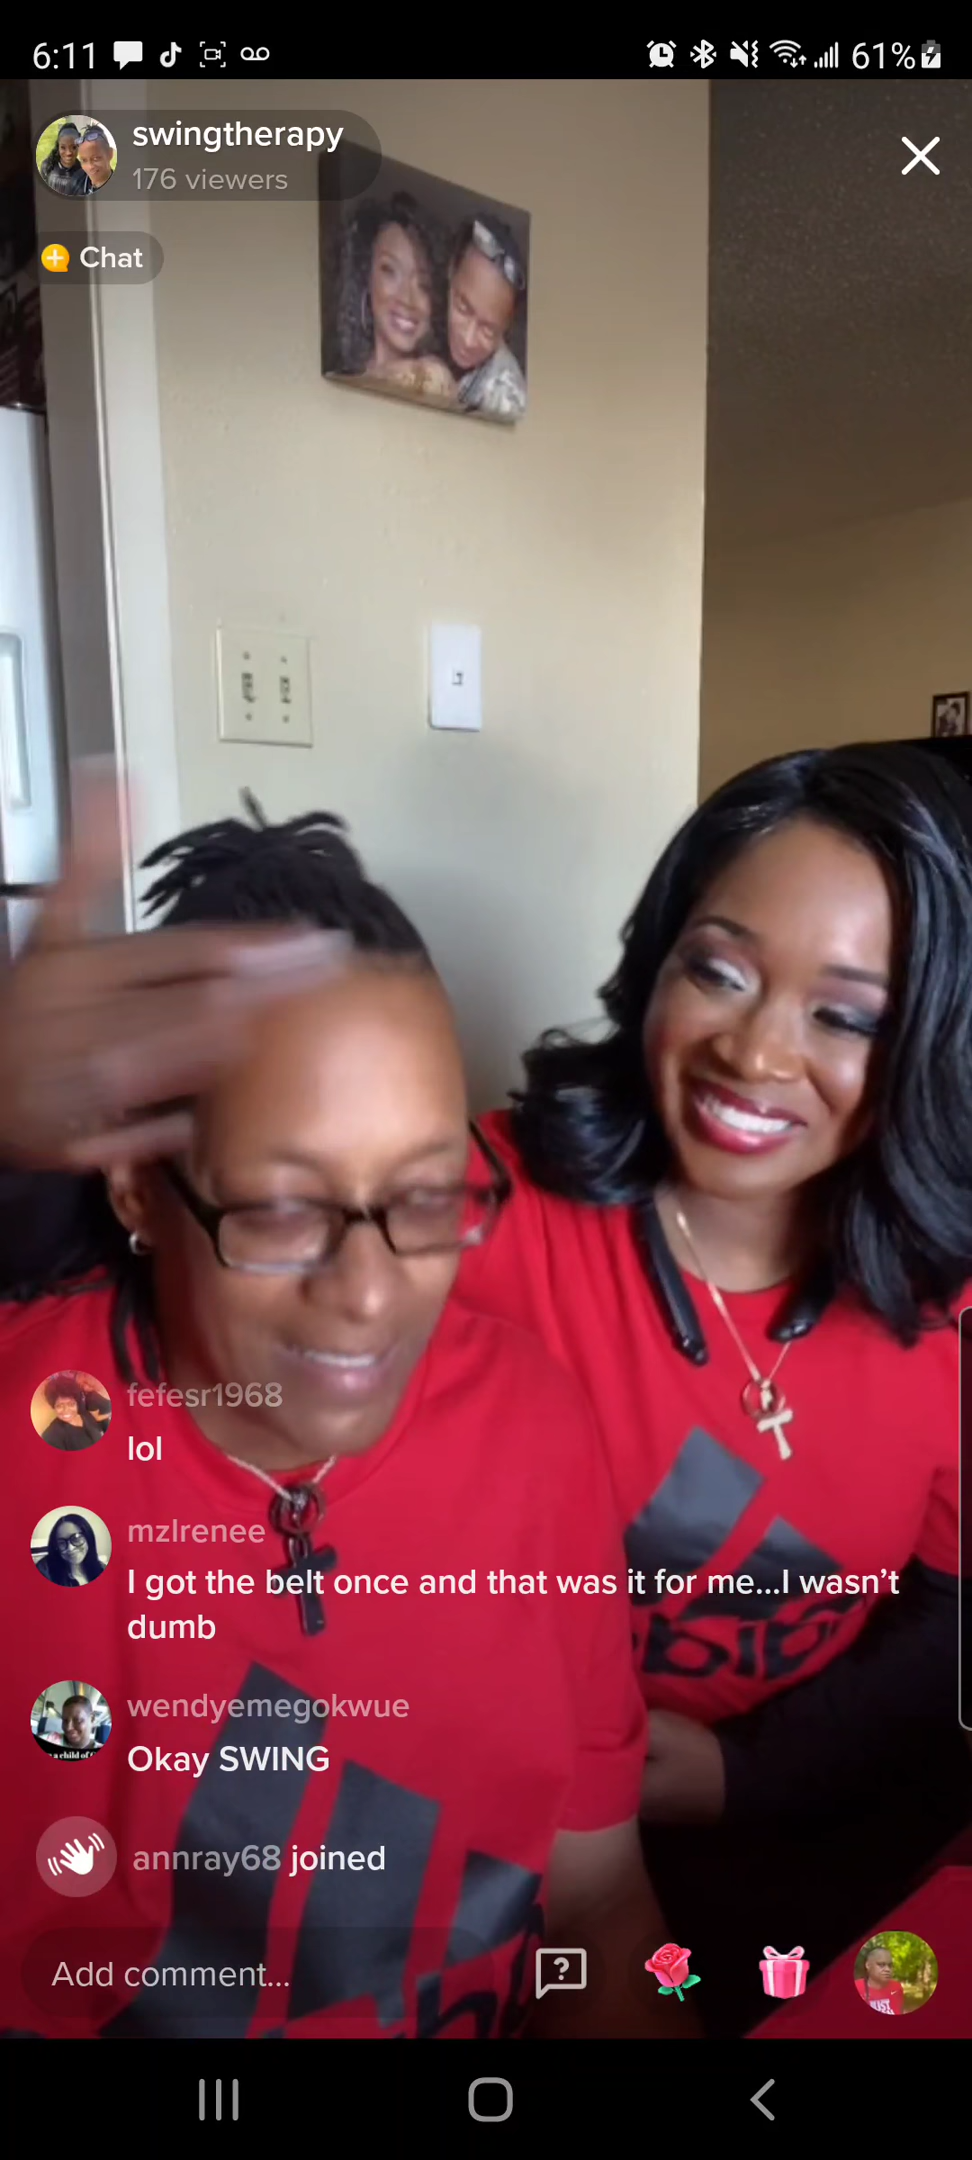 6:11
61%
swingtherapy
176 viewers
Chat
fefesr1968
lol
mzlrenee
I got the belt once and that was it for me...I wasn't
dumb
wendyemegokwue
Okay SWING
annray68 joined
Add comment...